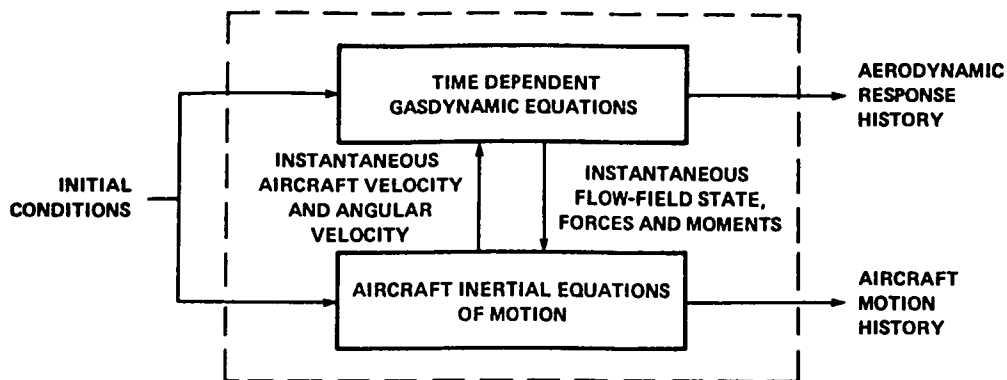 TIME DEPENDENT
GASDYNAMIC EQUATIONS
AERODYNAMIC
RESPONSE
HISTORY
INITIAL
CONDITIONS
INSTANTANEOUS
AIRCRAFT VELOCITY
AND ANGULAR
VELOCITY
INSTANTANEOUS
FLOW-FIELD STATE,
FORCES AND MOMENTS
AIRCRAFT INERTIAL EQUATIONS
OF MOTION
AIRCRAFT
MOTION
HISTORY